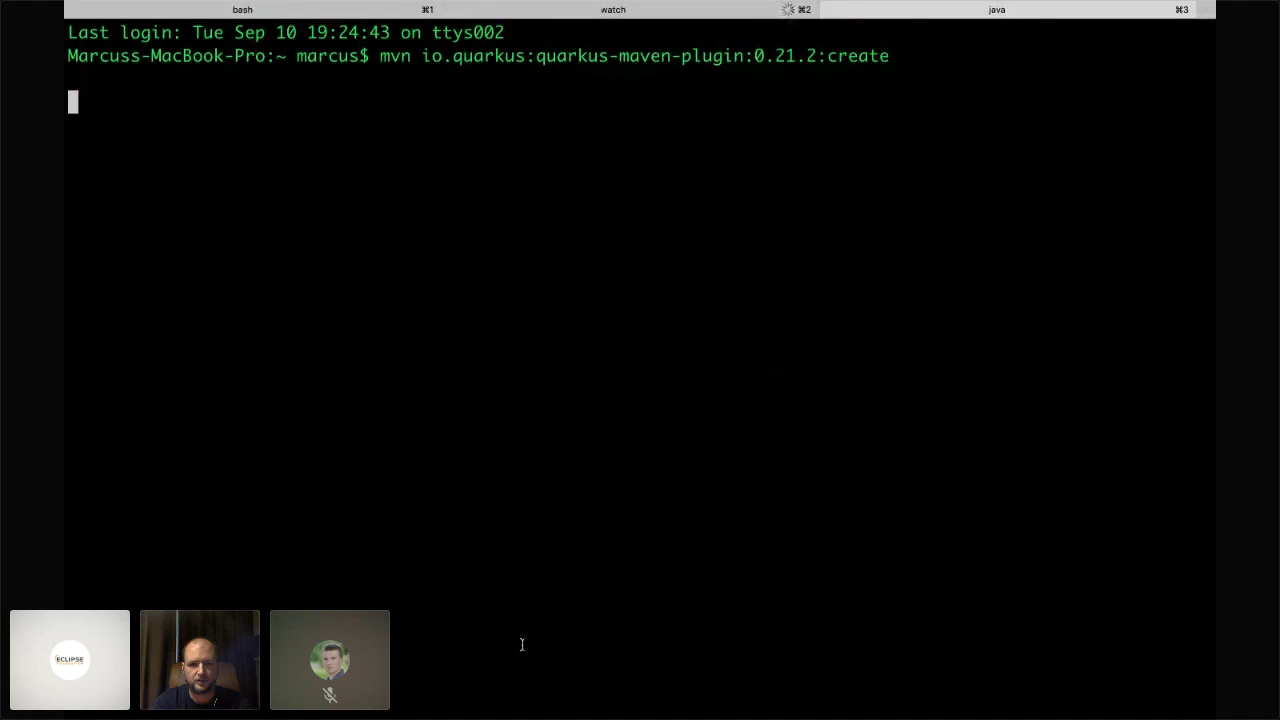 bash ⌘1 watch ⌘2 java ⌘3
Last login: Tue Sep 10 19:24:43 on ttys002
Marcuss-MacBook-Pro:~ marcus$ mvn io.quarkus:quarkus-maven-plugin:0.21.2:create
ECLIPSE
FOUNDATION